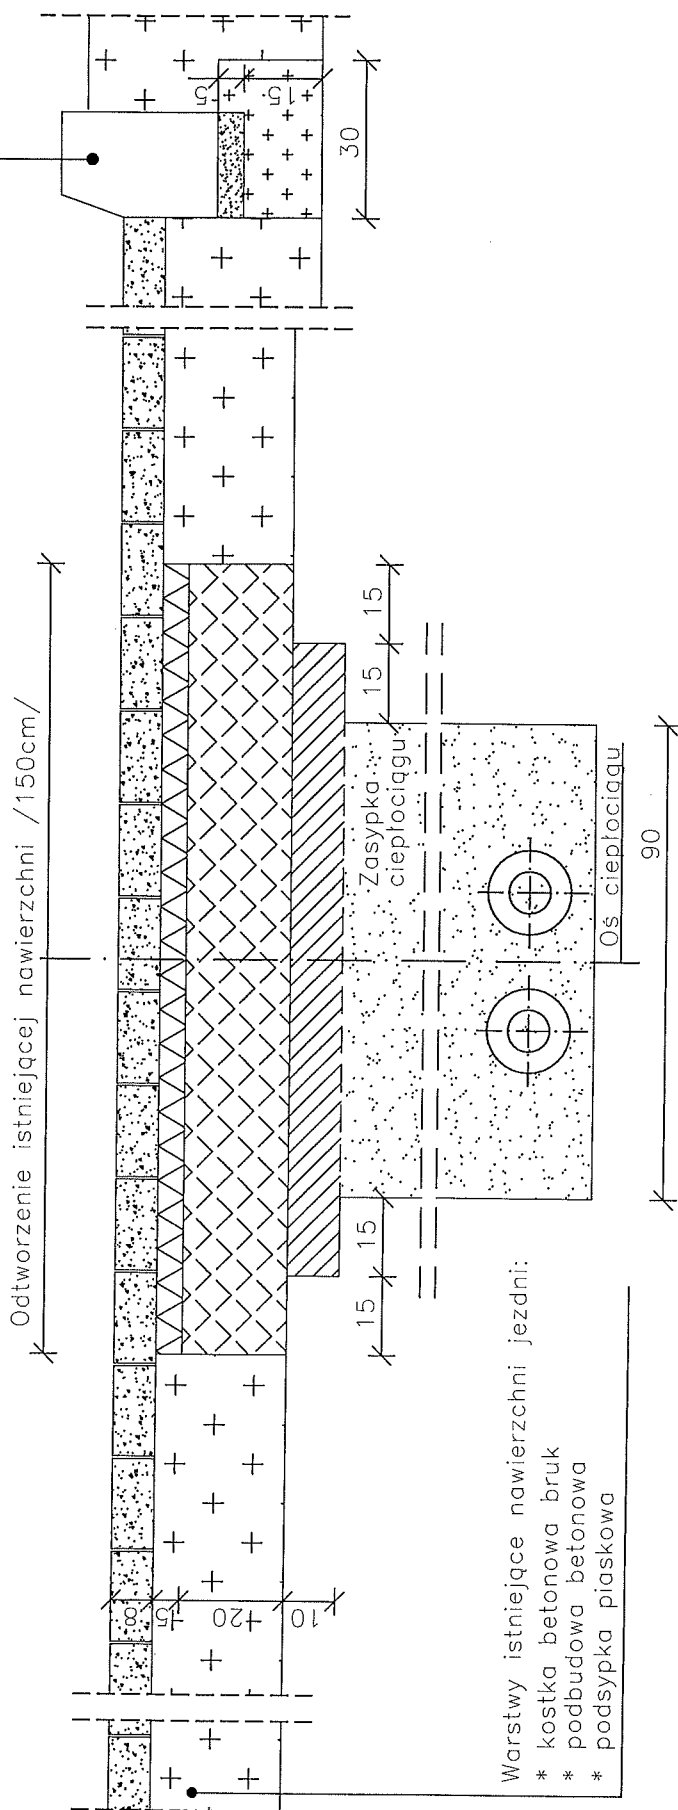 Odtworzenie istniejącej nawierzchni /150cm/
8
5
20
10
5
15
30
15
15
15
15
Zasypka
ciepłociągu
Oś ciepłociągu
90
Warstwy istniejące nawierzchni jezdni:
* kostka betonowa bruk
* podbudowa betonowa
* podsypka piaskowa